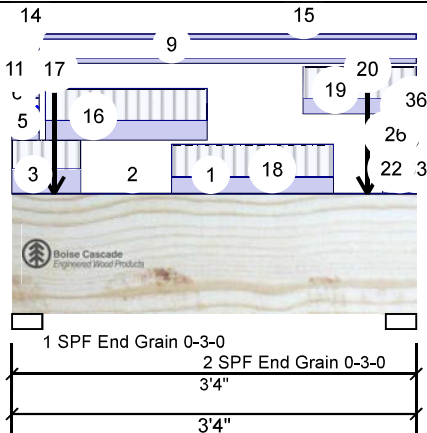 14 15
9
11 17 20
19 36
5 16 26
3 2 1 18 22 3
Boise Cascade
Engineered Wood Products
1 SPF End Grain 0-3-0
2 SPF End Grain 0-3-0
3'4"
3'4"